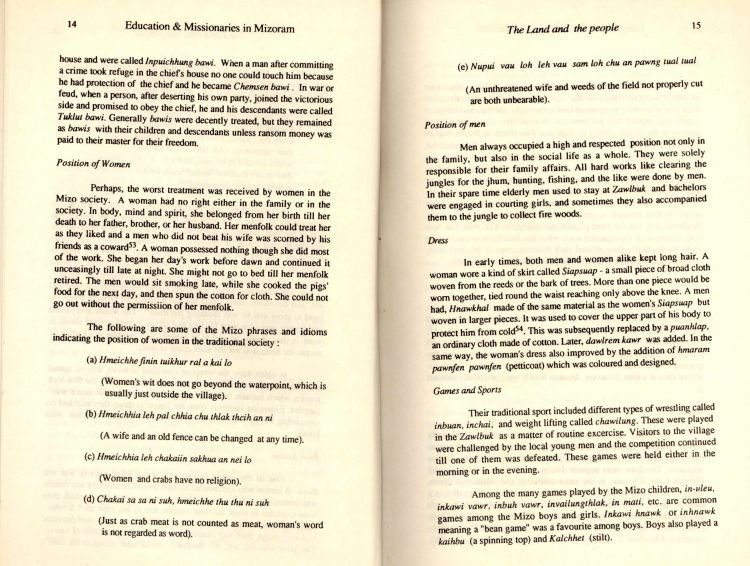 14
Education & Missionaries in Mizoram
house and were called Inpuichhung bawi. When a man after committing
a crime took refuge in the chief's house no one could touch him because
he had protection of the chief and he became Chemsen bawi. In war or
feud, when a person, after deserting his own party, joined the victorious
side and promised to obey the chief, he and his descendants were called
Tuklut bawi. Generally bawis were decently treated, but they remained
as bawis with their children and descendants unless ransom money was
paid to their master for their freedom.
Position of Women
Perhaps, the worst treatment was received by women in the
Mizo society. A woman had no right either in the family or in the
society. In body, mind and spirit, she belonged from her birth till her
death to her father, brother, or her husband. Her menfolk could treat her
as they liked and a men who did not beat his wife was scorned by his
friends as a coward53. A woman possessed nothing though she did most
of the work. She began her day's work before dawn and continued it
unceasingly till late at night. She might not go to bed till her menfolk
retired. The men would sit smoking late, while she cooked the pigs'
food for the next day, and then spun the cotton for cloth. She could not
go out without the permissiion of her menfolk.
The following are some of the Mizo phrases and idioms
indicating the position of women in the traditional society :
(a) Hmeichhe finin tuikhur ral a kai lo
(Women's wit does not go beyond the waterpoint, which is
usually just outside the village).
(b) Hmeichhia leh pal chhia chu thlak theih an ni
(A wife and an old fence can be changed at any time).
(c) Hmeichhia leh chakaiin sakhua an nei lo
(Women and crabs have no religion).
(d) Chakai sa sa ni suh, hmeichhe thu thu ni suh
(Just as crab meat is not counted as meat, woman's word
is not regarded as word).
The Land and the people
15
(e) Nupui vau loh leh vau sam loh chu an pawng tual tual
(An unthreatened wife and weeds of the field not properly cut
are both unbearable).
Position of men
Men always occupied a high and respected position not only in
the family, but also in the social life as a whole. They were solely
responsible for their family affairs. All hard works like clearing the
jungles for the jhum, hunting, fishing, and the like were done by men.
In their spare time elderly men used to stay at Zawlbuk and bachelors
were engaged in courting girls, and sometimes they also accompanied
them to the jungle to collect fire woods.
Dress
In early times, both men and women alike kept long hair. A
woman wore a kind of skirt called Siapsuap - a small piece of broad cloth
woven from the reeds or the bark of trees. More than one piece would be
worn together, tied round the waist reaching only above the knee. A men
had, Hnawkhal made of the same material as the women's Siapsuap but
woven in larger pieces. It was used to cover the upper part of his body to
protect him from cold54. This was subsequently replaced by a puanhlap,
an ordinary cloth made of cotton. Later, dawlrem kawr was added. In the
same way, the woman's dress also improved by the addition of hmaram
pawnfen pawnfen (petticoat) which was coloured and designed.
Games and Sports
Their traditional sport included different types of wrestling called
inbuan, inchai, and weight lifting called chawilung. These were played
in the Zawlbuk as a matter of routine excercise. Visitors to the village
were challenged by the local young men and the competition continued
till one of them was defeated. These games were held either in the
morning or in the evening.
Among the many games played by the Mizo children, in-vleu,
inkawi vawr, inbuh vawr, invailungthlak, in mati, etc. are common
games among the Mizo boys and girls. Inkawi hnawk or inhnawk
meaning a "bean game" was a favourite among boys. Boys also played a
kaihbu (a spinning top) and Kalchhet (stilt).